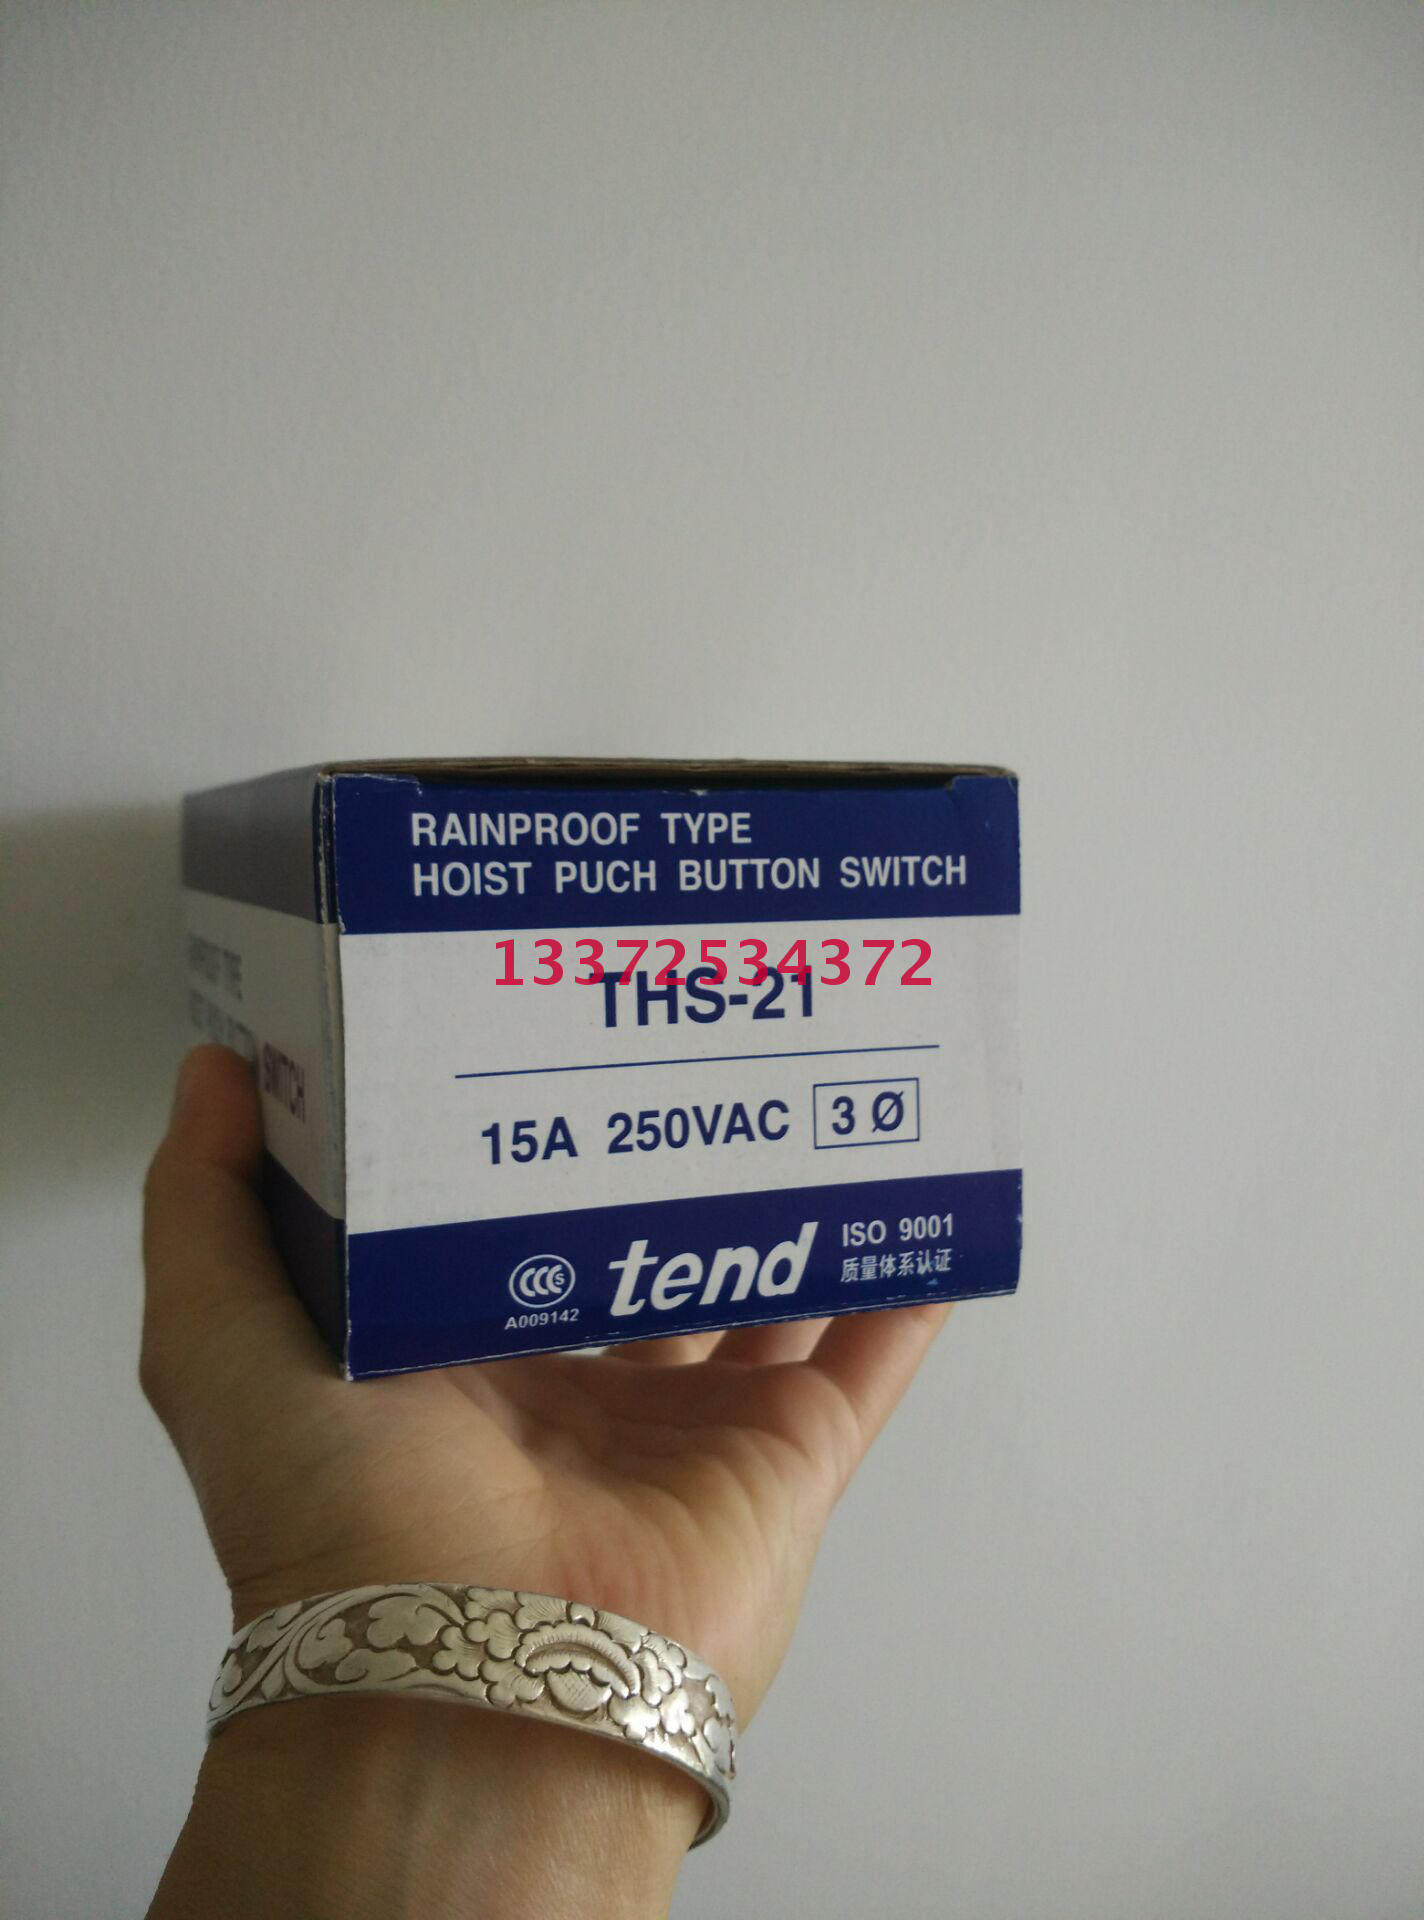 RAINPROOF TYPE
HOIST PUCH BUTTON SWITCH
13372534372
THS-21
15A 250VAC 3 Ø
CCC S
A009142
tend
ISO 9001
质量体系认证
SWITCH